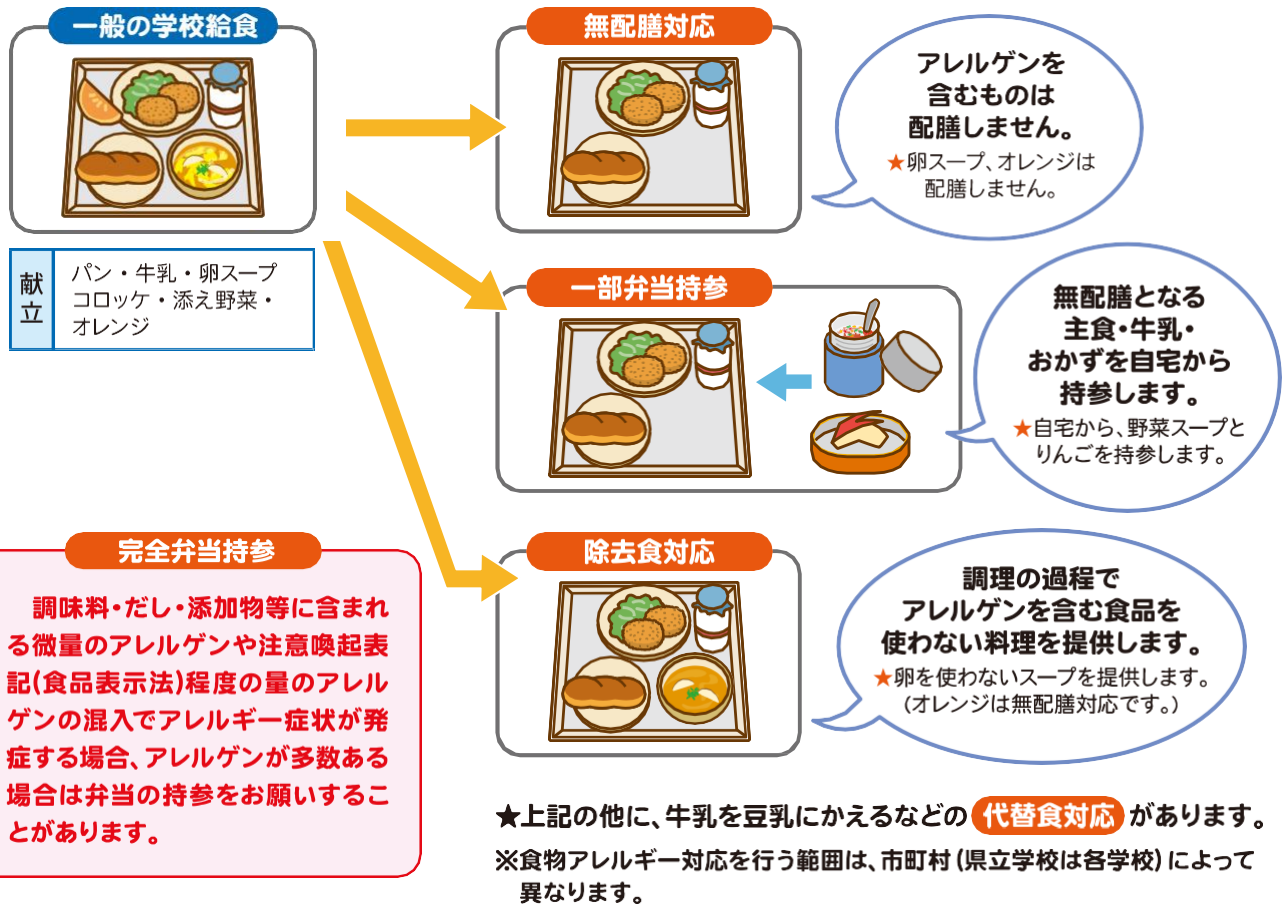 一般の学校給食
献立
パン・牛乳・卵スープ
コロッケ・添え野菜・
オレンジ
無配膳対応
アレルゲンを
含むものは
配膳しません。
★卵スープ、オレンジは
配膳しません。
一部弁当持参
無配膳となる
主食・牛乳・
おかずを自宅から
持参します。
★自宅から、野菜スープと
りんごを持参します。
除去食対応
調理の過程で
アレルゲンを含む食品を
使わない料理を提供します。
★卵を使わないスープを提供します。
(オレンジは無配膳対応です。)
完全弁当持参
調味料・だし・添加物等に含まれ
る微量のアレルゲンや注意喚起表
記(食品表示法)程度の量のアレル
ゲンの混入でアレルギー症状が発
症する場合、アレルゲンが多数ある
場合は弁当の持参をお願いするこ
とがあります。
★上記の他に、牛乳を豆乳にかえるなどの 代替食対応 があります。
※食物アレルギー対応を行う範囲は、市町村(県立学校は各学校)によって
異なります。